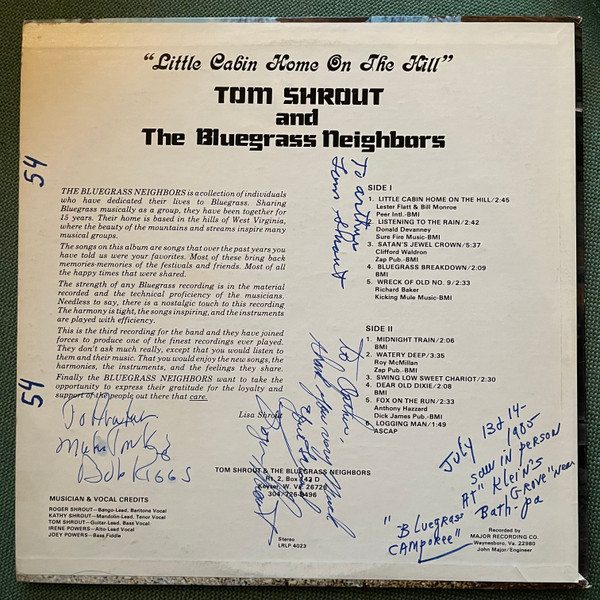 "Little Cabin Home On The Hill"
TOM SHROUT
and
The Bluegrass Neighbors
54
54
THE BLUEGRASS NEIGHBORS is a collection of individuals
who have dedicated their lives to Bluegrass. Sharing
Bluegrass musically as a group, they have been together for
15 years. Their home is based in the hills of West Virginia,
where the beauty of the mountains and streams inspire many
musical groups.
The songs on this album are songs that over the past years you
have told us were your favorites. Most of these bring back
memories-memories of the festivals and friends. Most of all
the happy times that were shared.
The strength of any Bluegrass recording is in the material
recorded and the technical proficiency of the musicians.
Needless to say, there is a nostalgic touch to this recording
The harmony is tight, the songs inspiring, and the instruments
are played with efficiency.
This is the third recording for the band and they have joined
forces to produce one of the finest recordings ever played.
They don't ask much really, except that you would listen to
them and their music. That you would enjoy the new songs, the
harmonies, the instruments, and the feelings they share.
Finally the BLUEGRASS NEIGHBORS want to take the
opportunity to express their gratitude for the loyalty and
support of the people out there that care.
Lisa Shrout
To
Tom Shrout
SIDE I
1. LITTLE CABIN HOME ON THE HILL/2:45
Lester Flatt & Bill Monroe
Peer Intl.-BMI
2. LISTENING TO THE RAIN/2:42
Donald Devanney
Sure Fire Music-BMI
3. SATAN'S JEWEL CROWN/5:37
Clifford Waldron
Zap Pub.-BMI
4. BLUEGRASS BREAKDOWN/2:09
BMI
5. WRECK OF OLD NO. 9/2:33
Richard Baker
Kicking Mule Music-BMI
SIDE II
1. MIDNIGHT TRAIN/2:06
BMI
2. WATERY DEEP/3:35
Roy McMillan
Zap Pub.-BMI
3. SWING LOW SWEET CHARIOT/2:30
4. DEAR OLD DIXIE/2:08
BMI
5. FOX ON THE RUN/2:33
Anthony Hazzard
Dick James Pub.-BMI
6. LOGGING MAN/1:49
ASCAP
To
Bob Riggs
To
thank you very much
TOM SHROUT & THE BLUEGRASS NEIGHBORS
Rt. 2, Box D
Keyser, W. Va. 26726
MUSICIAN & VOCAL CREDITS
ROGER SHROUT—Bango-Lead, Baritone Vocal
KATHY SHROUT—Mandolin-Lead, Tenor Vocal
TOM SHROUT—Guitar-Lead, Bass Vocal
IRENE POWERS—Alto-Lead Vocal
JOEY POWERS—Bass Fiddle
Stereo
LRLP 4023
July 13 & 14-
1985
saw in person
At "Klein's
Grove" near
Bath-pa
"Bluegrass
CAMPoree"
Recorded by
MAJOR RECORDING CO.
Waynesboro, Va. 22980
John Major/Engineer